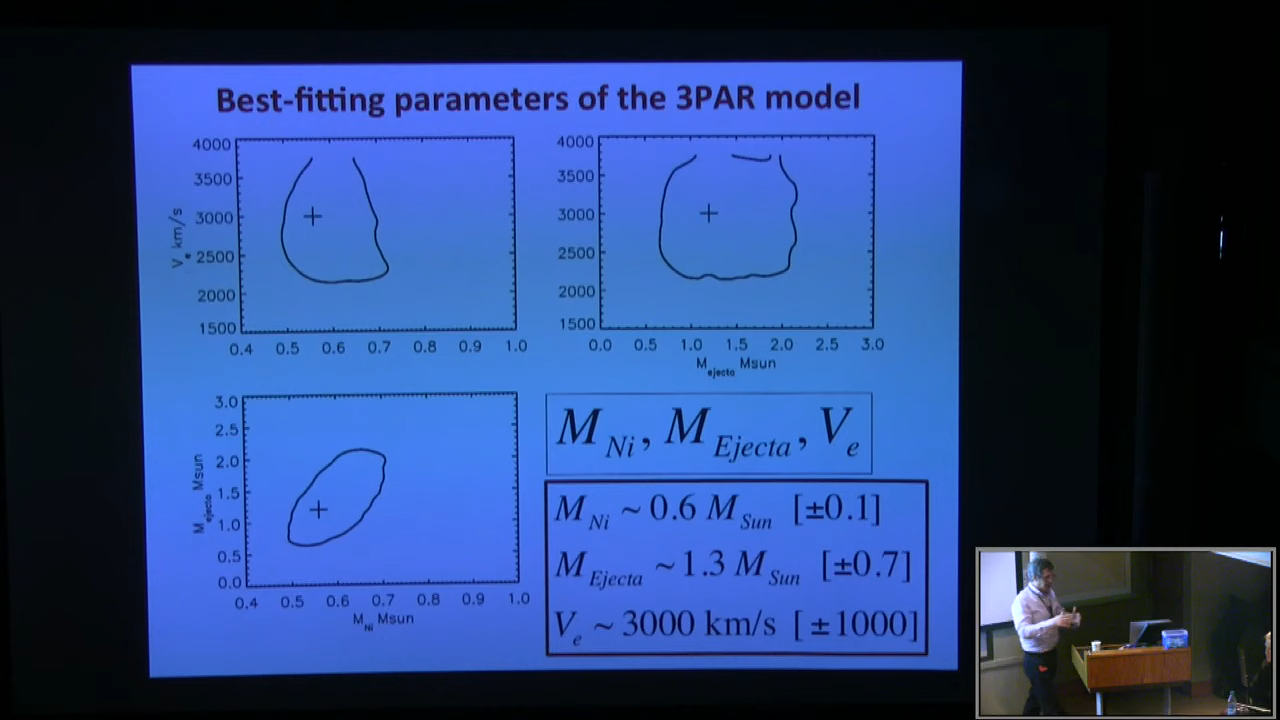 Best-fitting parameters of the 3PAR model
4000
3500
3000
2500
2000
1500
V_e km/s
0.4 0.5 0.6 0.7 0.8 0.9 1.0
4000
3500
3000
2500
2000
1500
0.0 0.5 1.0 1.5 2.0 2.5 3.0
M_ejecta Msun
3.0
2.5
2.0
1.5
1.0
0.5
0.0
M_ejecta Msun
0.4 0.5 0.6 0.7 0.8 0.9 1.0
M_Ni Msun
M_Ni, M_Ejecta, V_e
M_Ni ~ 0.6 M_Sun [±0.1]
M_Ejecta ~ 1.3 M_Sun [±0.7]
V_e ~ 3000 km/s [±1000]